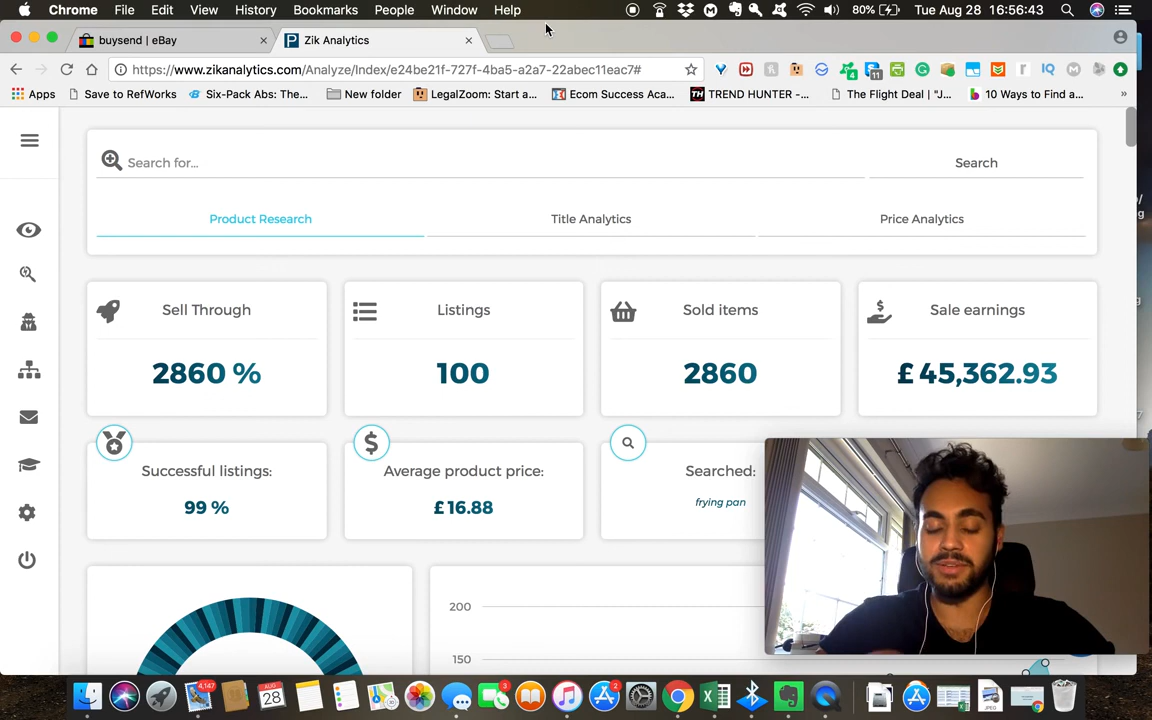 Chrome File Edit View History Bookmarks People Window Help 80% Tue Aug 28 16:56:43
buysend | eBay Zik Analytics
https://www.zikanalytics.com/Analyze/Index/e24be21f-727f-4ba5-a2a7-22abec11eac7#
Apps Save to RefWorks Six-Pack Abs: The... New folder LegalZoom: Start a... Ecom Success Aca... TREND HUNTER -... The Flight Deal | "J... 10 Ways to Find a... »
Search for... Search
Product Research Title Analytics Price Analytics
Sell Through Listings Sold items Sale earnings
2860 % 100 2860 £ 45,362.93
Successful listings: Average product price: Searched:
99 % £ 16.88 frying pan
200
150